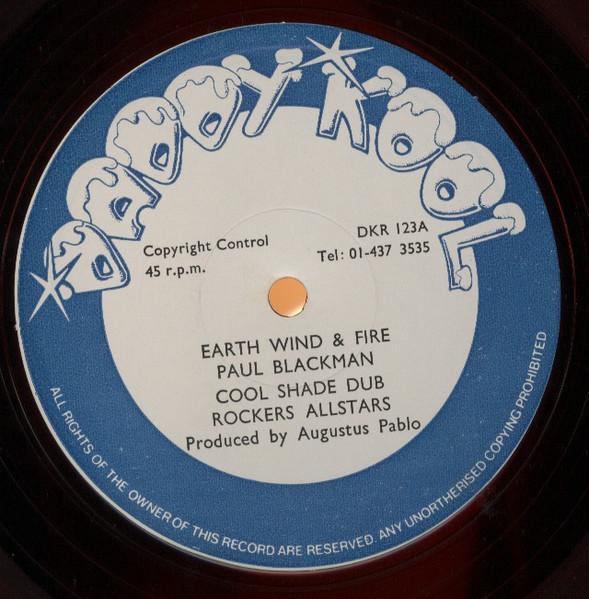 DADDY KOOL
Copyright Control
45 r.p.m.
DKR 123A
Tel: 01-437 3535
EARTH WIND & FIRE
PAUL BLACKMAN
COOL SHADE DUB
ROCKERS ALLSTARS
Produced by Augustus Pablo
ALL RIGHTS OF THE OWNER OF THIS RECORD ARE RESERVED. ANY UNORTHERISED COPYING PROHIBITED